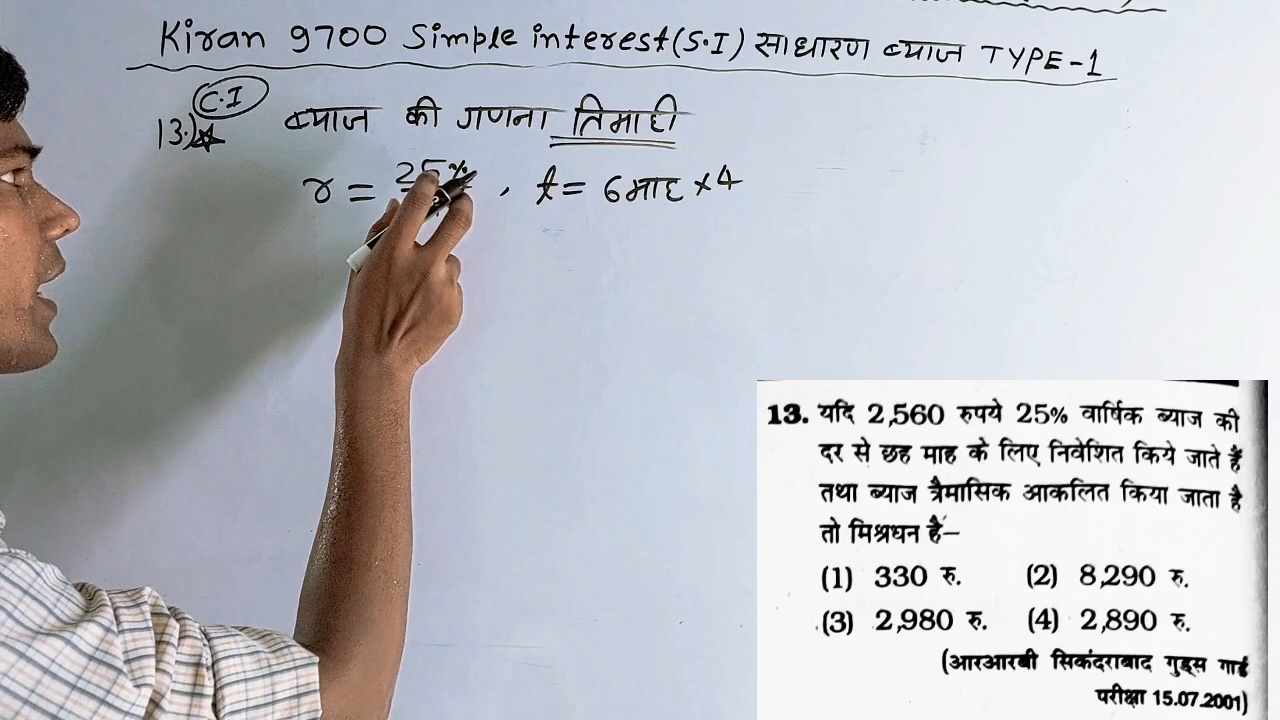 Kiran 9700 Simple interest(S.I) साधारण ब्याज TYPE-1
C.I
13.) ब्याज की गणना तिमाही
r = 25% , t = 6माह×4
13. यदि 2,560 रुपये 25% वार्षिक ब्याज की
दर से छह माह के लिए निवेशित किये जाते हैं
तथा ब्याज त्रैमासिक आकलित किया जाता है
तो मिश्रधन है–
(1) 330 रु. (2) 8,290 रु.
(3) 2,980 रु. (4) 2,890 रु.
(आरआरबी सिकंदराबाद गुड्स गार्ड
परीक्षा 15.07.2001)